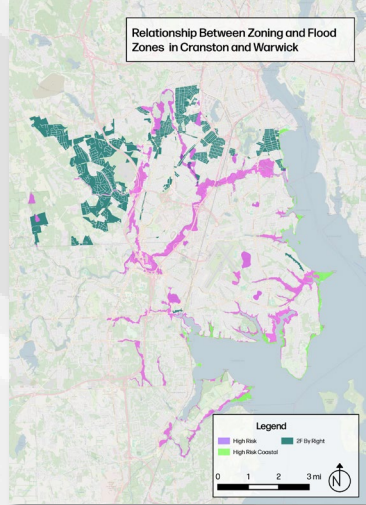 Relationship Between Zoning and Flood
Zones in Cranston and Warwick
Legend
High Risk
2F By Right
High Risk Coastal
0 1 2 3 mi
N